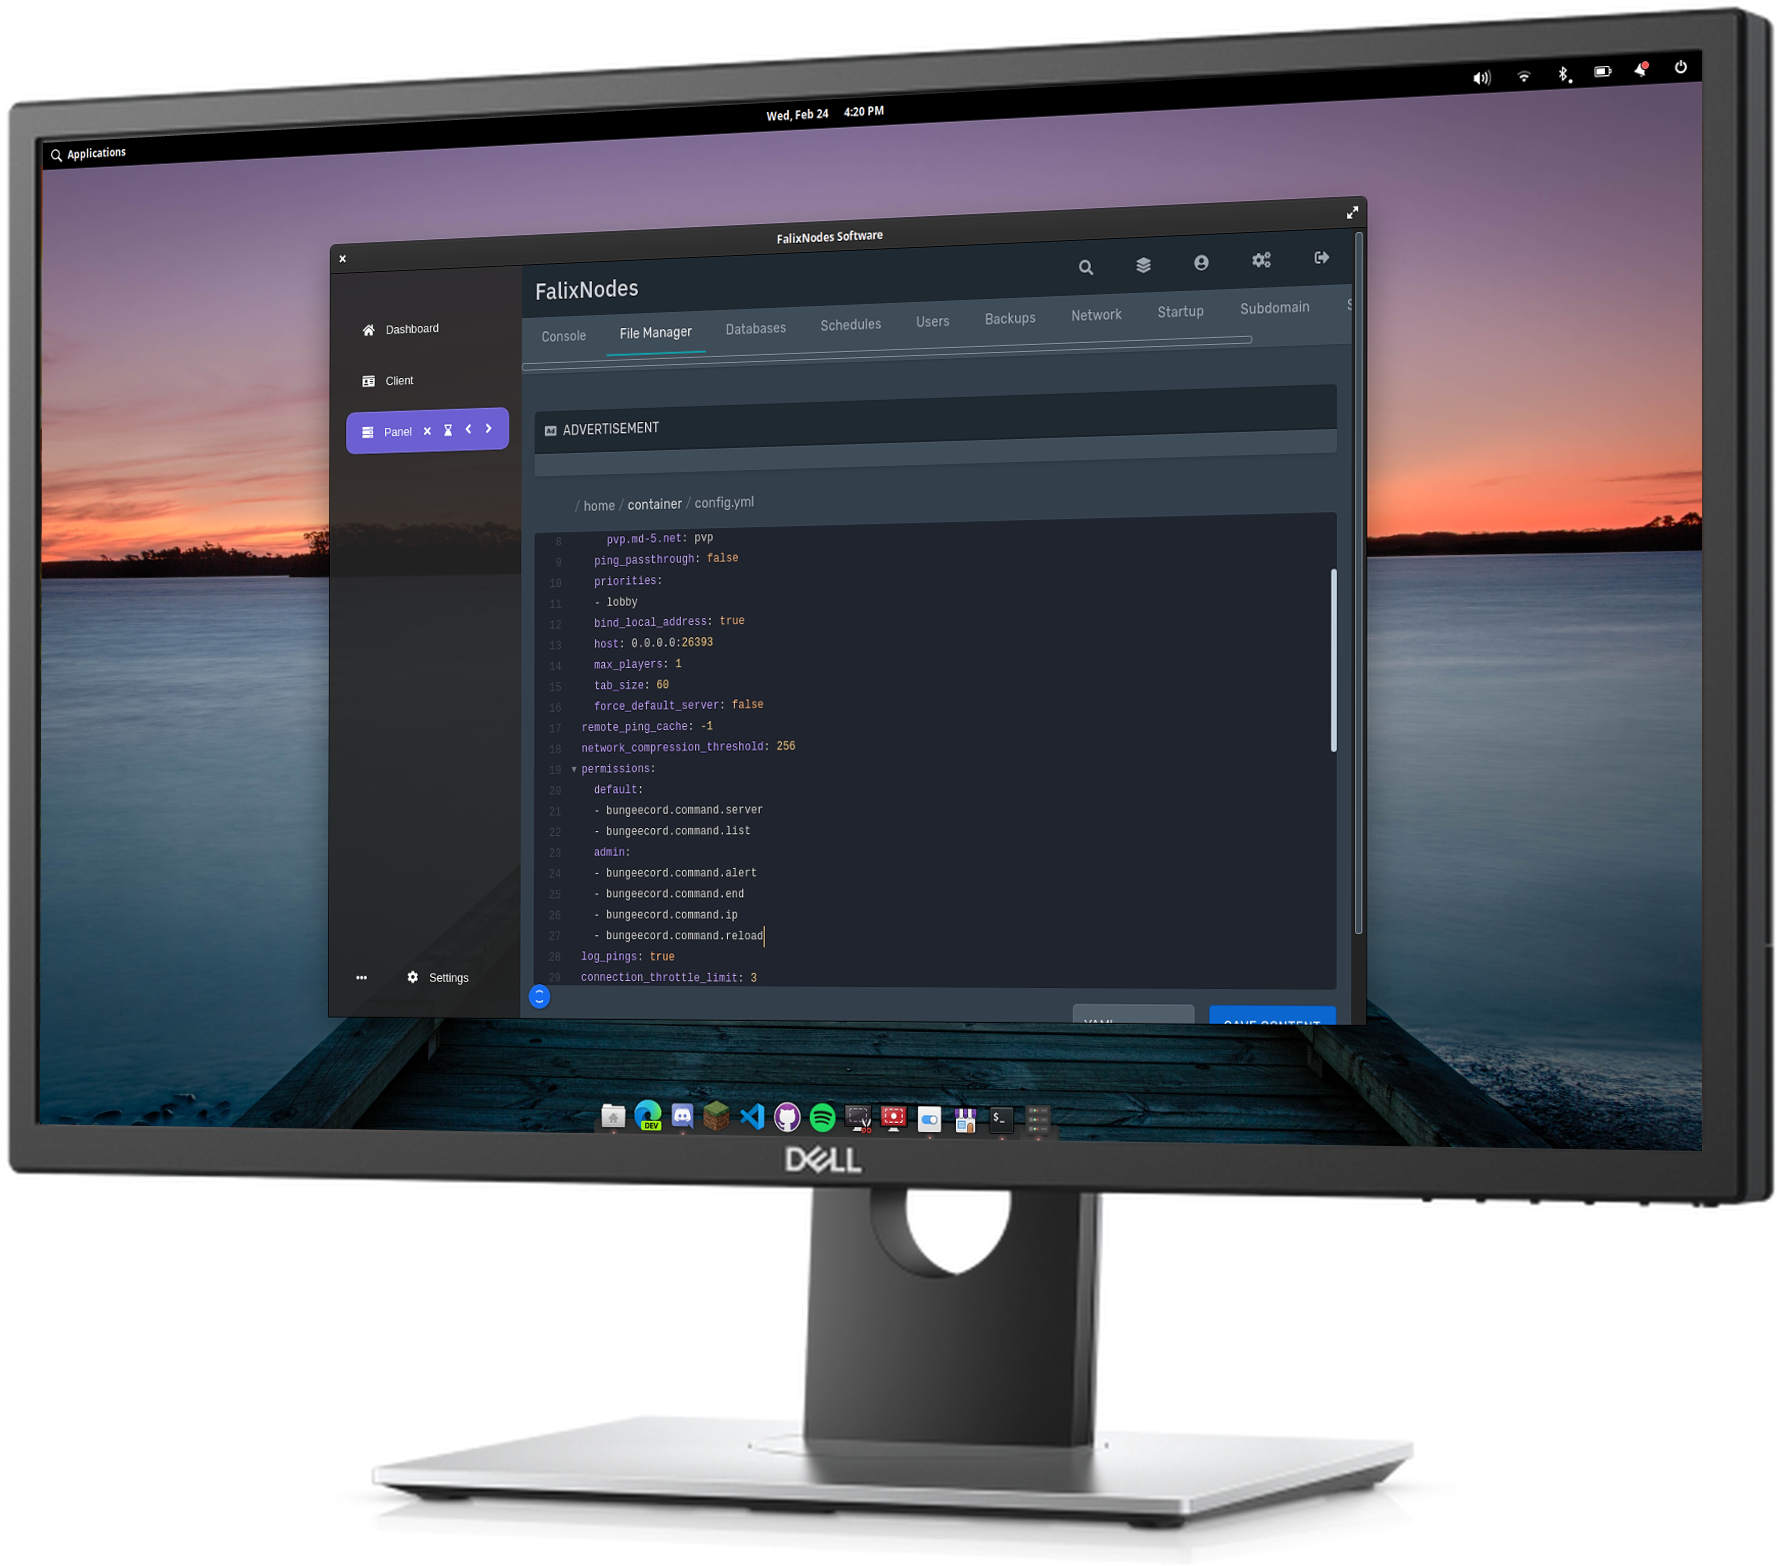 Wed, Feb 24 4:20 PM
Applications
FalixNodes Software
FalixNodes
Dashboard
Client
Panel
Console File Manager Databases Schedules Users Backups Network Startup Subdomain S
Ad ADVERTISEMENT
/ home / container / config.yml
8 pvp.md-5.net: pvp
9 ping_passthrough: false
10 priorities:
11 - lobby
12 bind_local_address: true
13 host: 0.0.0.0:26393
14 max_players: 1
15 tab_size: 60
16 force_default_server: false
17 remote_ping_cache: -1
18 network_compression_threshold: 256
19 permissions:
20 default:
21 - bungeecord.command.server
22 - bungeecord.command.list
23 admin:
24 - bungeecord.command.alert
25 - bungeecord.command.end
26 - bungeecord.command.ip
27 - bungeecord.command.reload
28 log_pings: true
29 connection_throttle_limit: 3
Settings
YAML SAVE CONTENT
DEV
$_
DELL